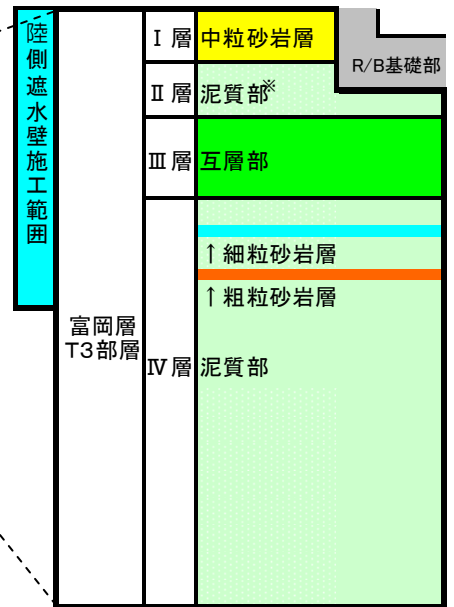 陸側遮水壁施工範囲
Ⅰ層 中粒砂岩層
R/B基礎部
Ⅱ層 泥質部※
Ⅲ層 互層部
↑細粒砂岩層
↑粗粒砂岩層
富岡層
T3部層
Ⅳ層 泥質部